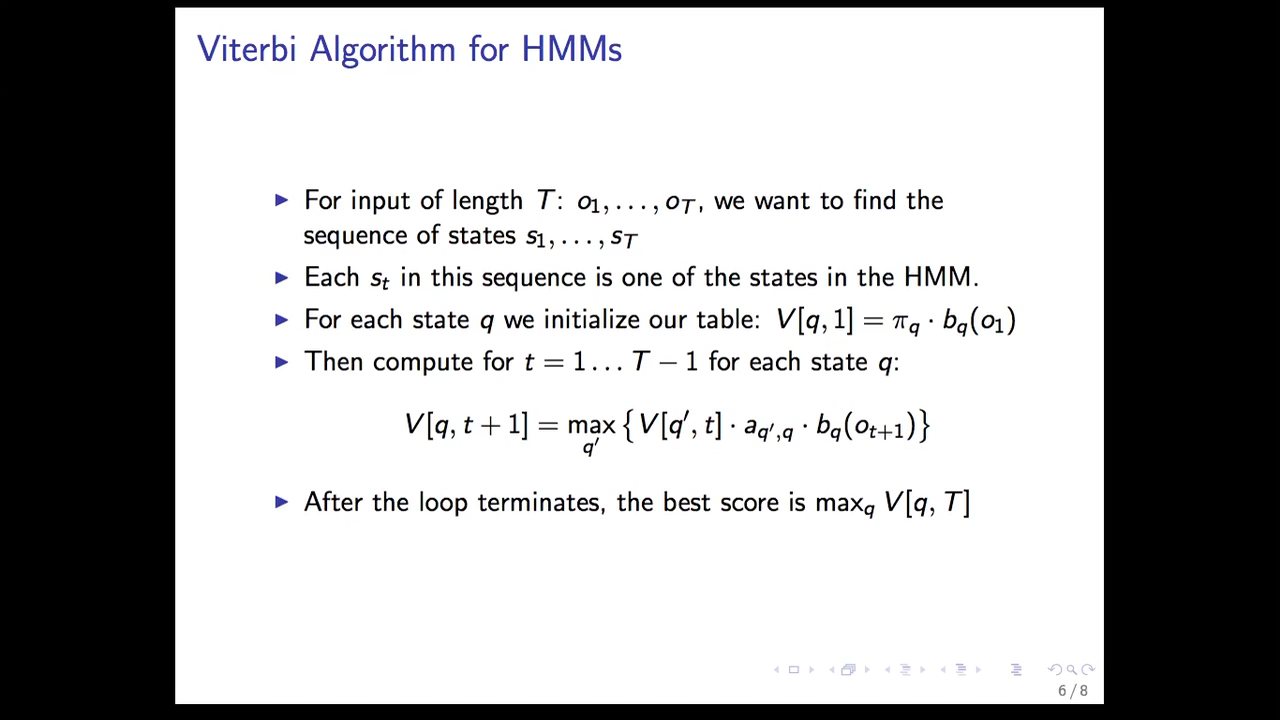 Viterbi Algorithm for HMMs
▶ For input of length T: o₁, . . . , o_T, we want to find the
sequence of states s₁, . . . , s_T
▶ Each s_t in this sequence is one of the states in the HMM.
▶ For each state q we initialize our table: V[q, 1] = π_q · b_q(o₁)
▶ Then compute for t = 1 . . . T − 1 for each state q:
V[q, t + 1] = max_{q′} { V[q′, t] · a_{q′,q} · b_q(o_{t+1}) }
▶ After the loop terminates, the best score is max_q V[q, T]
6 / 8